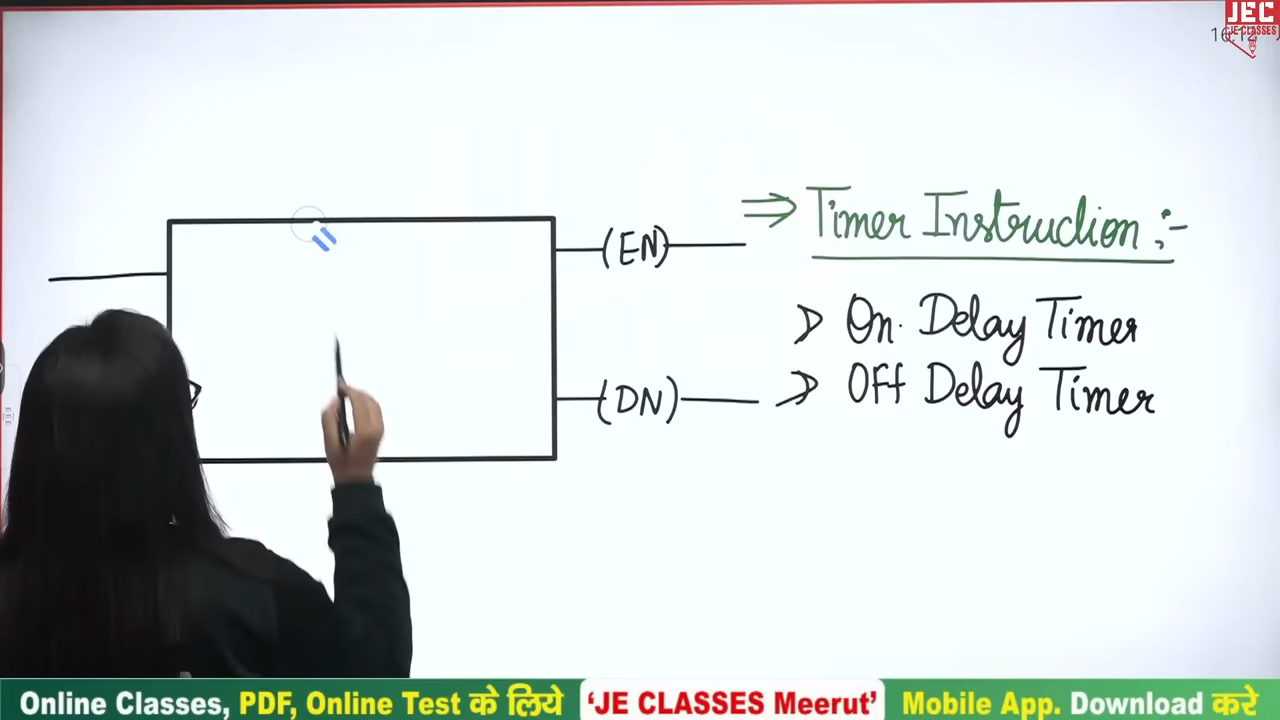 JEC
JE CLASSES
⇒ Timer Instruction :-
(EN)
> On. Delay Timer
(DN)
> Off Delay Timer
Online Classes, PDF, Online Test के लिये 'JE CLASSES Meerut' Mobile App. Download करे